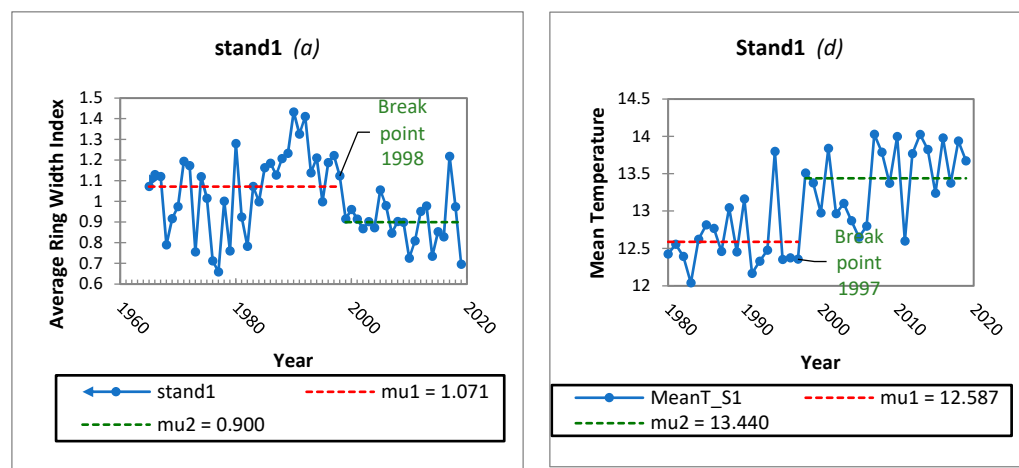 stand1 (a)
Average Ring Width Index
1.5
1.4
1.3
1.2
1.1
1
0.9
0.8
0.7
0.6
Break
point
1998
1960
1980
2000
2020
Year
stand1
mu1 = 1.071
mu2 = 0.900
Stand1 (d)
Mean Temperature
14.5
14
13.5
13
12.5
12
Break
point
1997
1980
1990
2000
2010
2020
Year
MeanT_S1
mu1 = 12.587
mu2 = 13.440